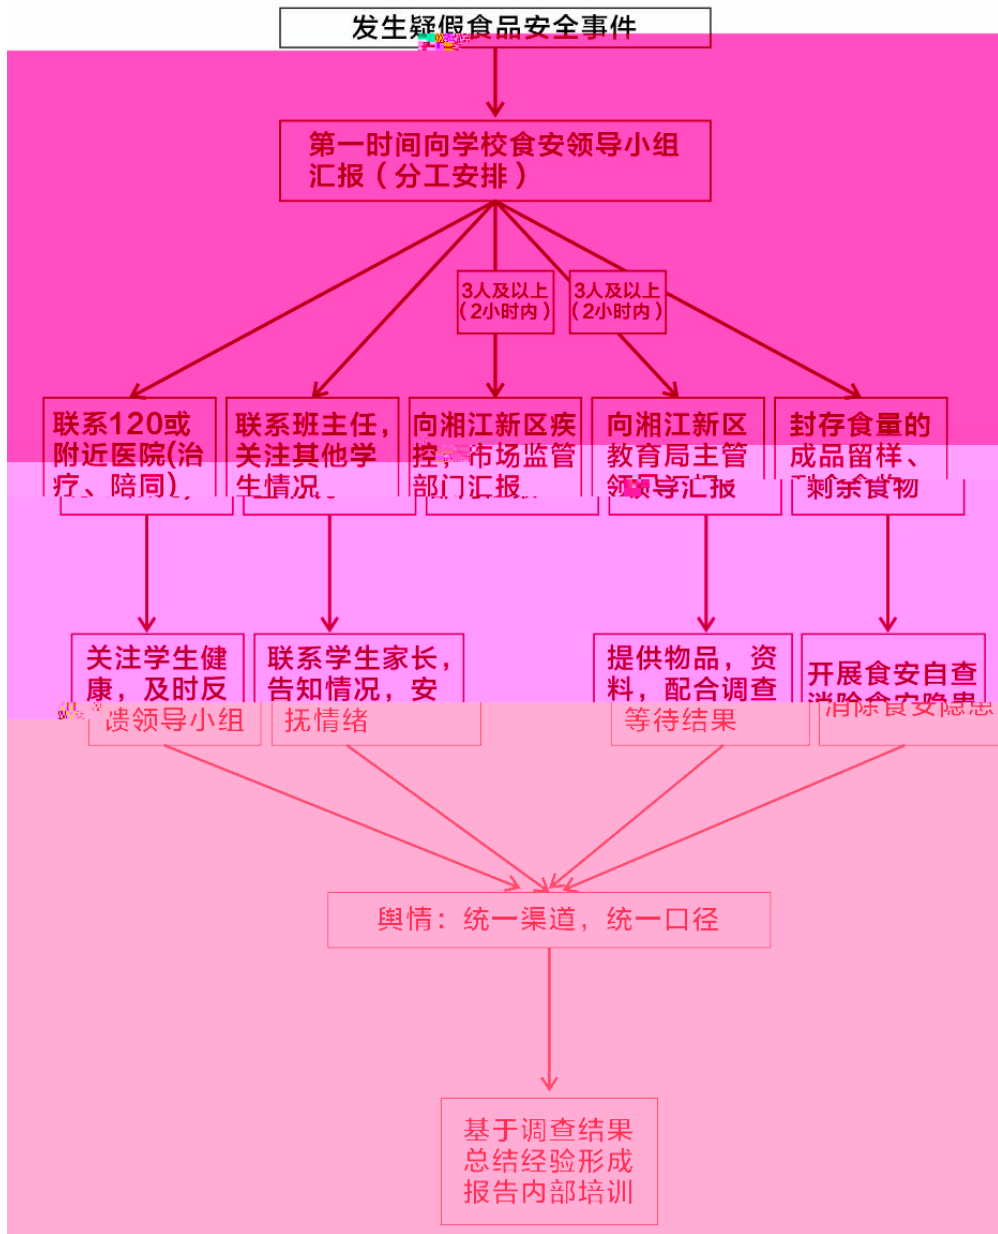 发生疑假食品安全事件
第一时间向学校食安领导小组
汇报（分工安排）
3人及以上
（2小时内）
3人及以上
（2小时内）
联系120或
附近医院(治
疗、陪同)
联系班主任，
关注其他学
生情况。
向湘江新区疾
控，市场监管
部门汇报。
向湘江新区
教育局主管
领导汇报
封存食量的
成品留样、
剩余食物
关注学生健
康，及时反
馈领导小组
联系学生家长，
告知情况，安
抚情绪
提供物品，资
料，配合调查
等待结果
开展食安自查
消除食安隐患
舆情：统一渠道，统一口径
基于调查结果
总结经验形成
报告内部培训